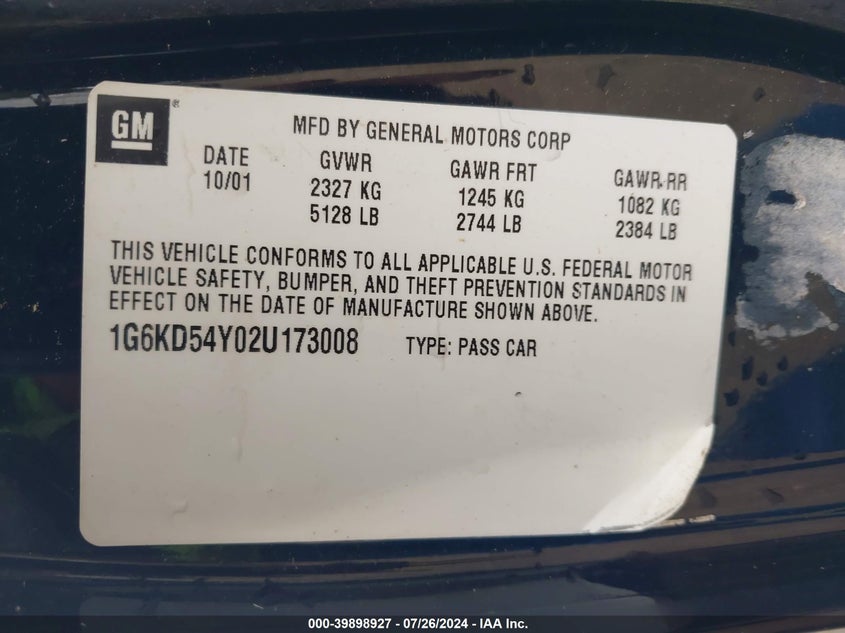 GM ®
MFD BY GENERAL MOTORS CORP
DATE GVWR GAWR FRT GAWR RR
10/01 2327 KG 1245 KG 1082 KG
5128 LB 2744 LB 2384 LB
THIS VEHICLE CONFORMS TO ALL APPLICABLE U.S. FEDERAL MOTOR
VEHICLE SAFETY, BUMPER, AND THEFT PREVENTION STANDARDS IN
EFFECT ON THE DATE OF MANUFACTURE SHOWN ABOVE.
1G6KD54Y02U173008 TYPE: PASS CAR
000-39898927 / 07/26/2024 - IAA Inc.